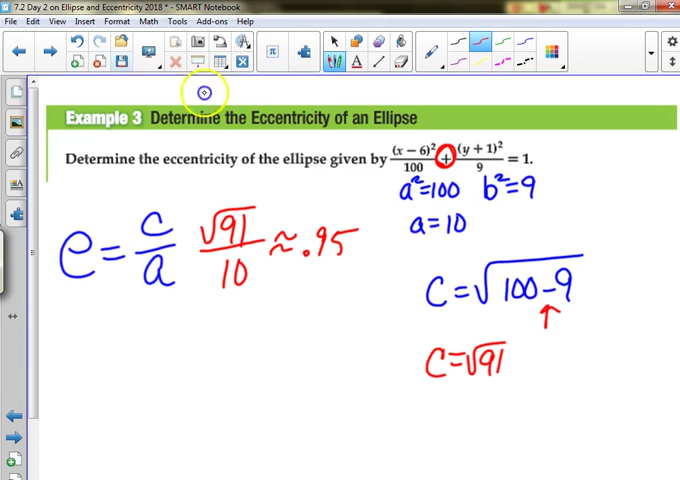 7.2 Day 2 on Ellipse and Eccentricity 2018 * - SMART Notebook
File Edit View Insert Format Math Tools Add-ons Help
Example 3 Determine the Eccentricity of an Ellipse
Determine the eccentricity of the ellipse given by (x − 6)²/100 + (y + 1)²/9 = 1.
a²=100 b²=9
a=10
e = c/a √91/10 ≈ .95
C = √100-9
↑
C=√91